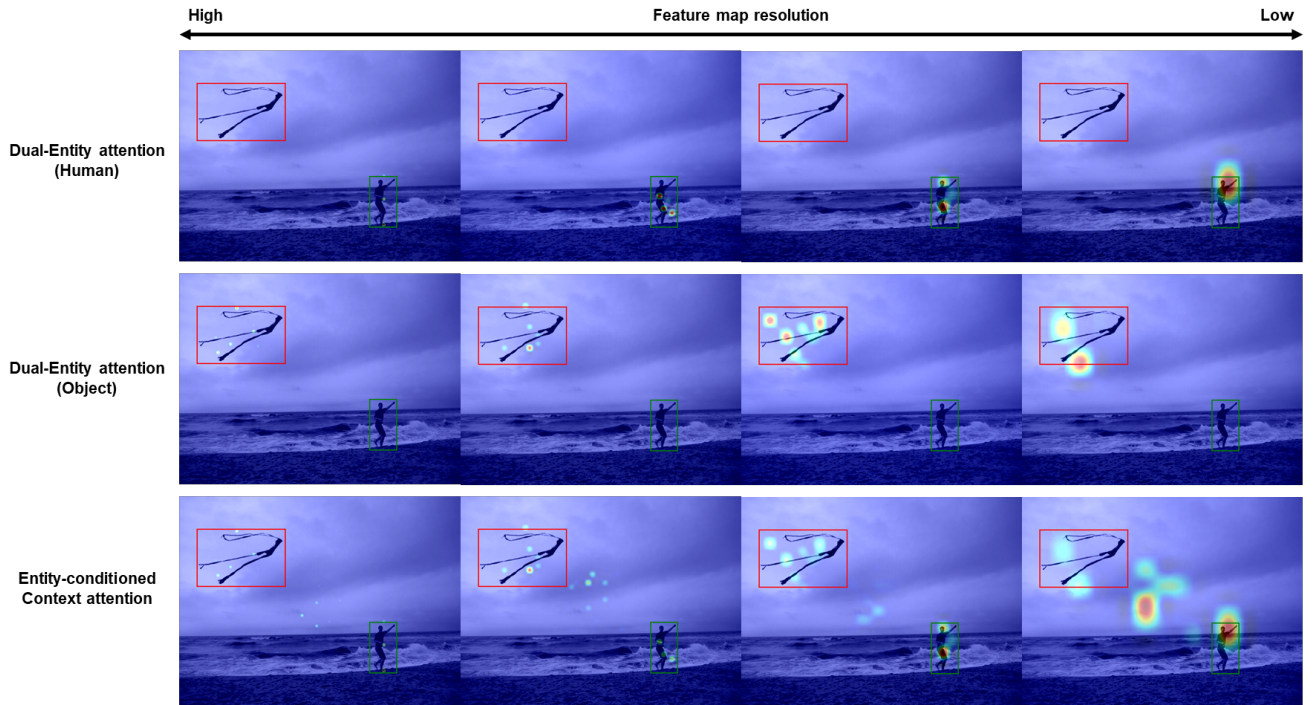 High
Feature map resolution
Low
Dual-Entity attention
(Human)
Dual-Entity attention
(Object)
Entity-conditioned
Context attention